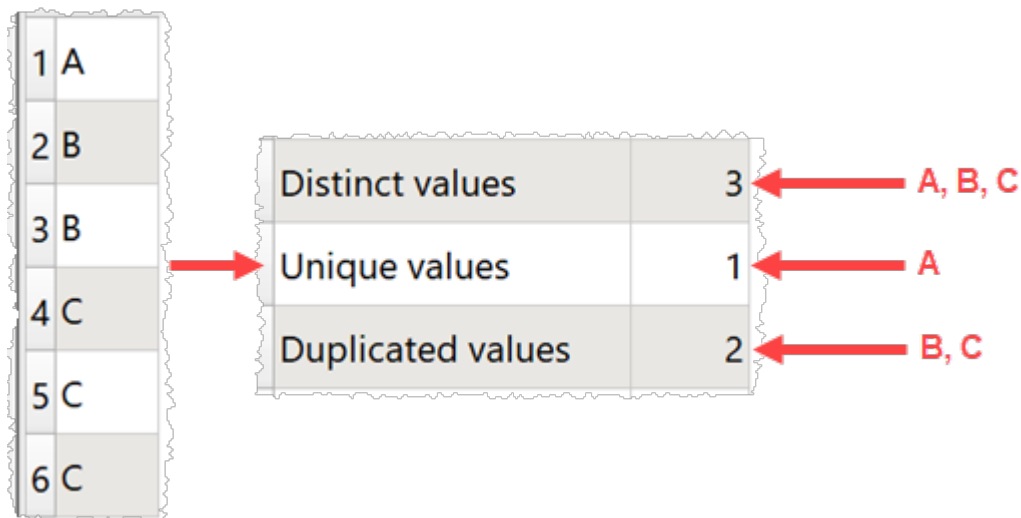 1 A
2 B
3 B
4 C
5 C
6 C
Distinct values 3 A, B, C
Unique values 1 A
Duplicated values 2 B, C